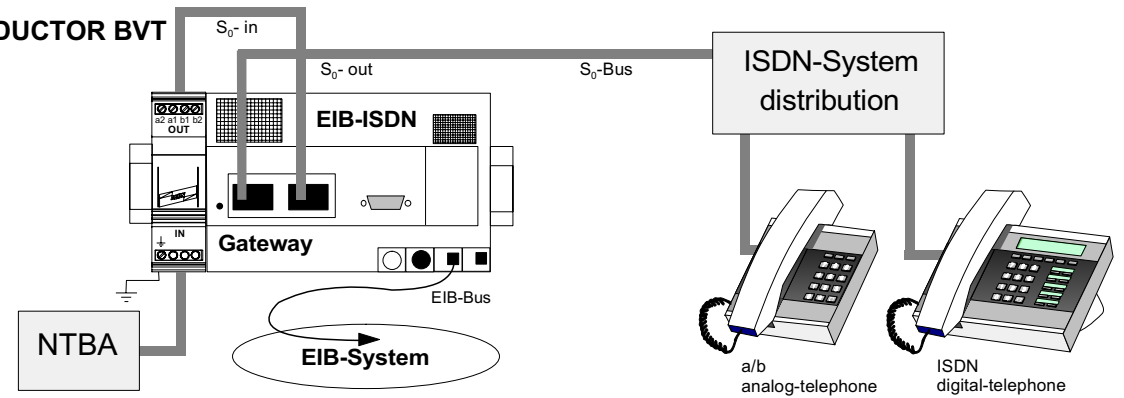 DUCTOR BVT
S₀- in
S₀- out
S₀-Bus
ISDN-System
distribution
a2 a1 b1 b2
OUT
EIB-ISDN
IN
Gateway
EIB-Bus
NTBA
EIB-System
a/b
analog-telephone
ISDN
digital-telephone